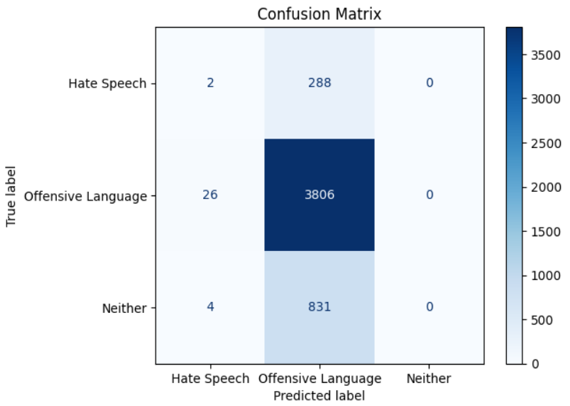 Confusion Matrix
Hate Speech 2 288 0
Offensive Language 26 3806 0
Neither 4 831 0
Hate Speech Offensive Language Neither
Predicted label
True label
3500
3000
2500
2000
1500
1000
500
0